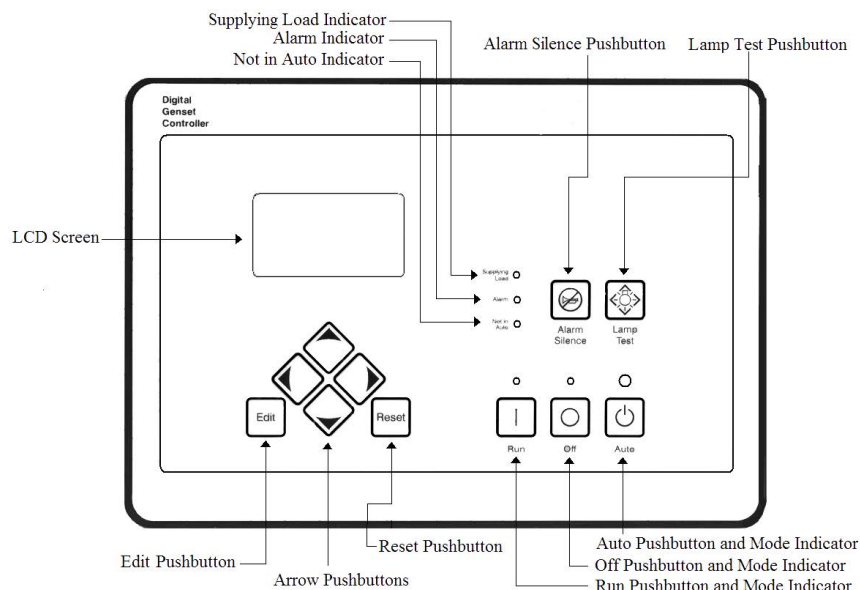 Supplying Load Indicator
Alarm Indicator
Not in Auto Indicator
Alarm Silence Pushbutton
Lamp Test Pushbutton
Digital
Genset
Controller
LCD Screen
Supplying
Load
Alarm
Not in
Auto
Alarm
Silence
Lamp
Test
Edit
Reset
Run
Off
Auto
Edit Pushbutton
Arrow Pushbuttons
Reset Pushbutton
Auto Pushbutton and Mode Indicator
Off Pushbutton and Mode Indicator
Run Pushbutton and Mode Indicator